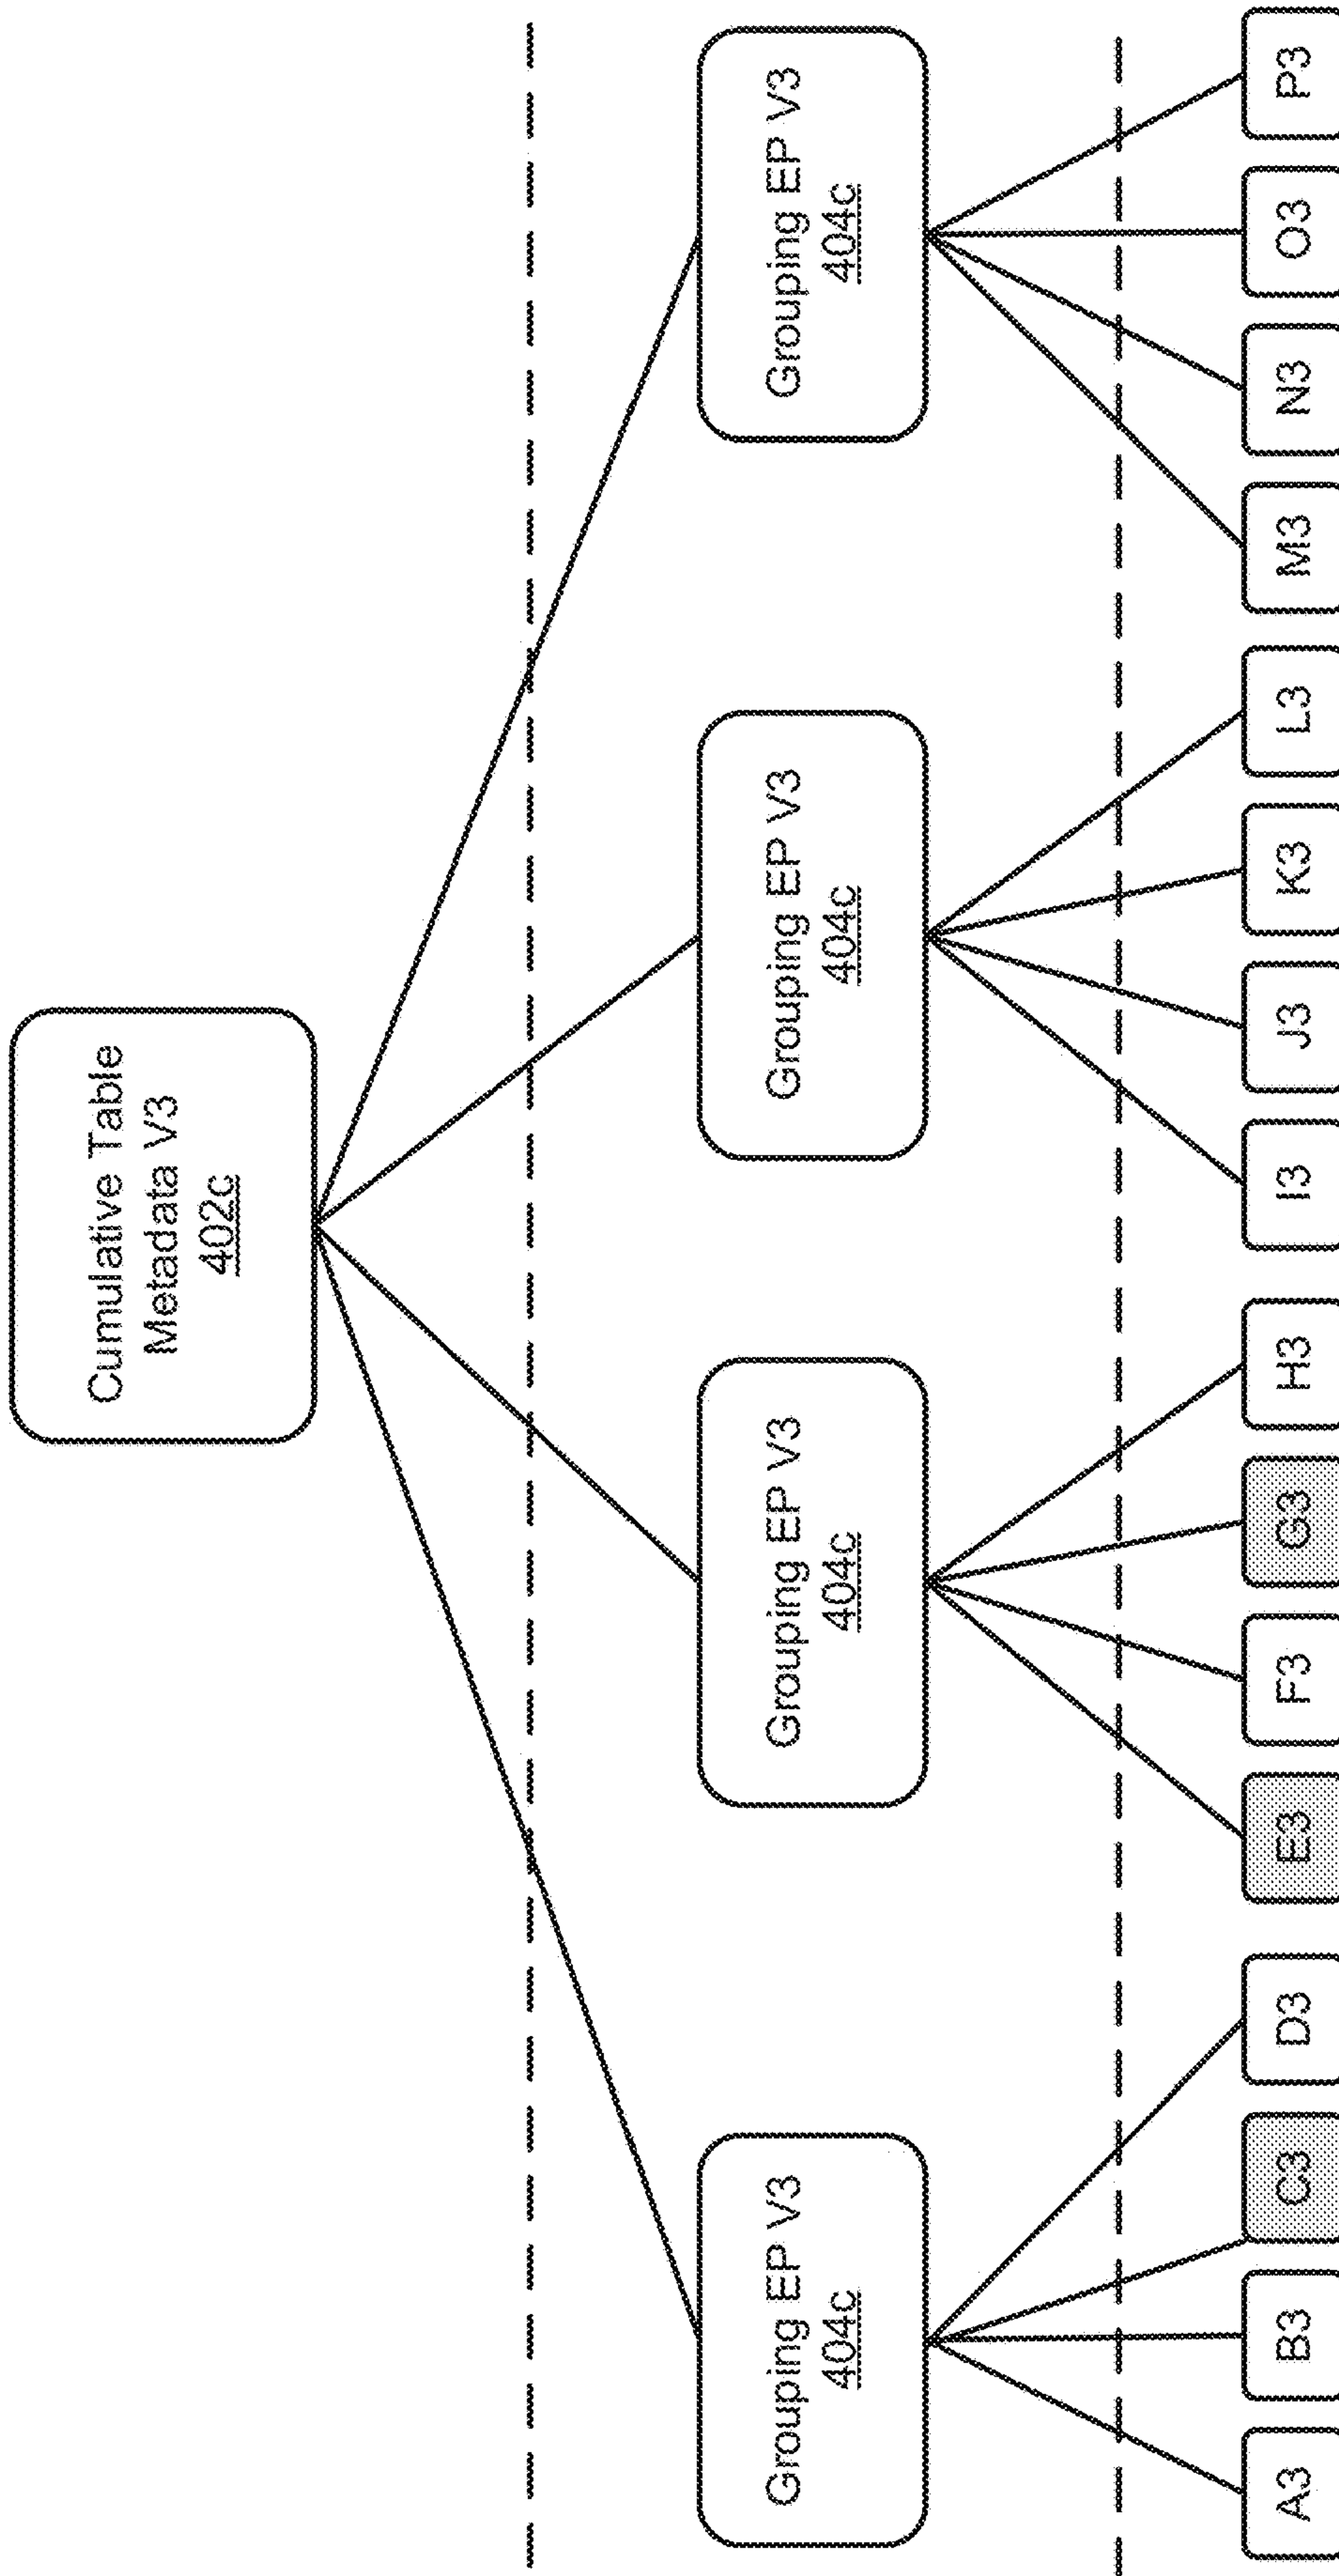 Cumulative Table
Metadata V3
402c
Grouping EP V3
404c
Grouping EP V3
404c
Grouping EP V3
404c
Grouping EP V3
404c
A3
B3
C3
D3
E3
F3
G3
H3
I3
J3
K3
L3
M3
N3
O3
P3